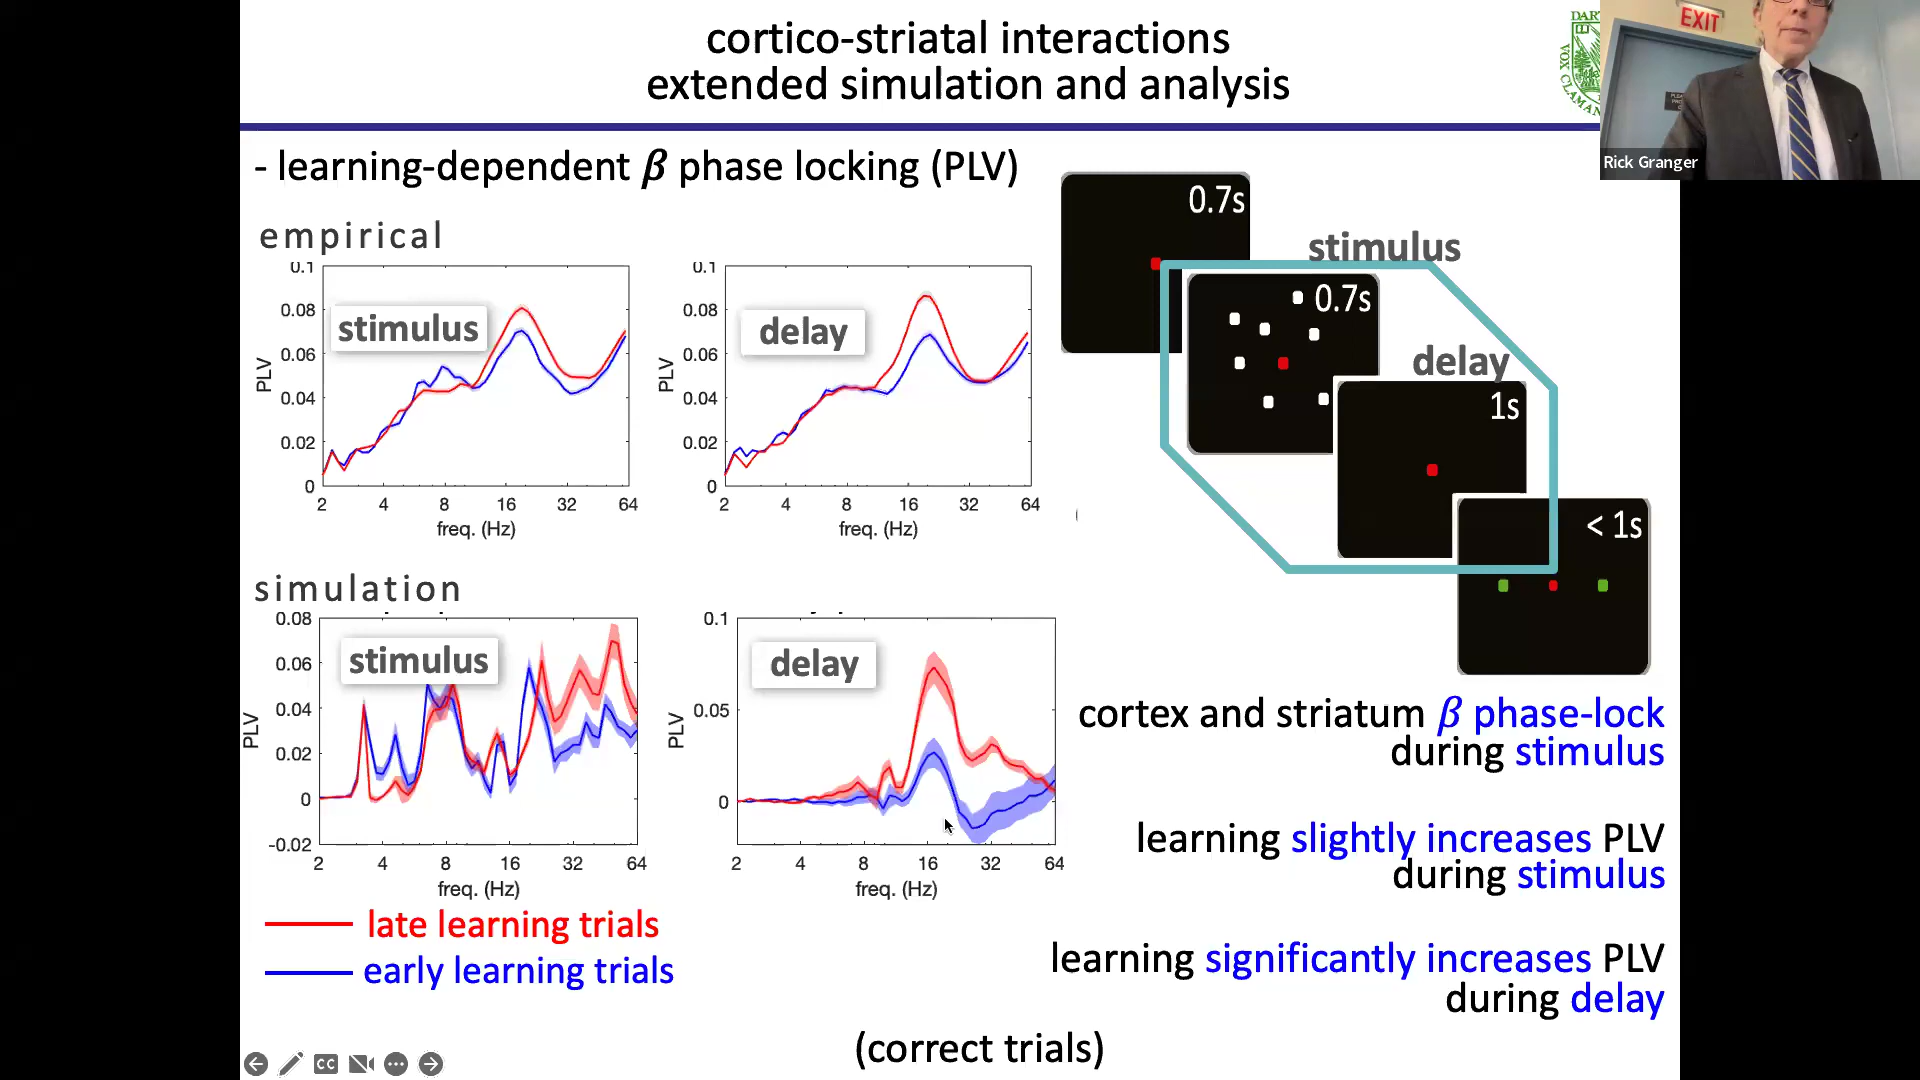 cortico-striatal interactions
extended simulation and analysis
EXIT
Rick Granger
- learning-dependent β phase locking (PLV)
empirical
0.1
0.08
0.06
0.04
0.02
0
PLV
stimulus
2 4 8 16 32 64
freq. (Hz)
0.1
0.08
0.06
0.04
0.02
0
PLV
delay
2 4 8 16 32 64
freq. (Hz)
0.7s
stimulus
0.7s
delay
1s
< 1s
simulation
0.08
0.06
0.04
0.02
0
-0.02
PLV
stimulus
2 4 8 16 32 64
freq. (Hz)
0.1
0.05
0
PLV
delay
2 4 8 16 32 64
freq. (Hz)
late learning trials
early learning trials
cortex and striatum β phase-lock
during stimulus
learning slightly increases PLV
during stimulus
learning significantly increases PLV
during delay
(correct trials)
CC